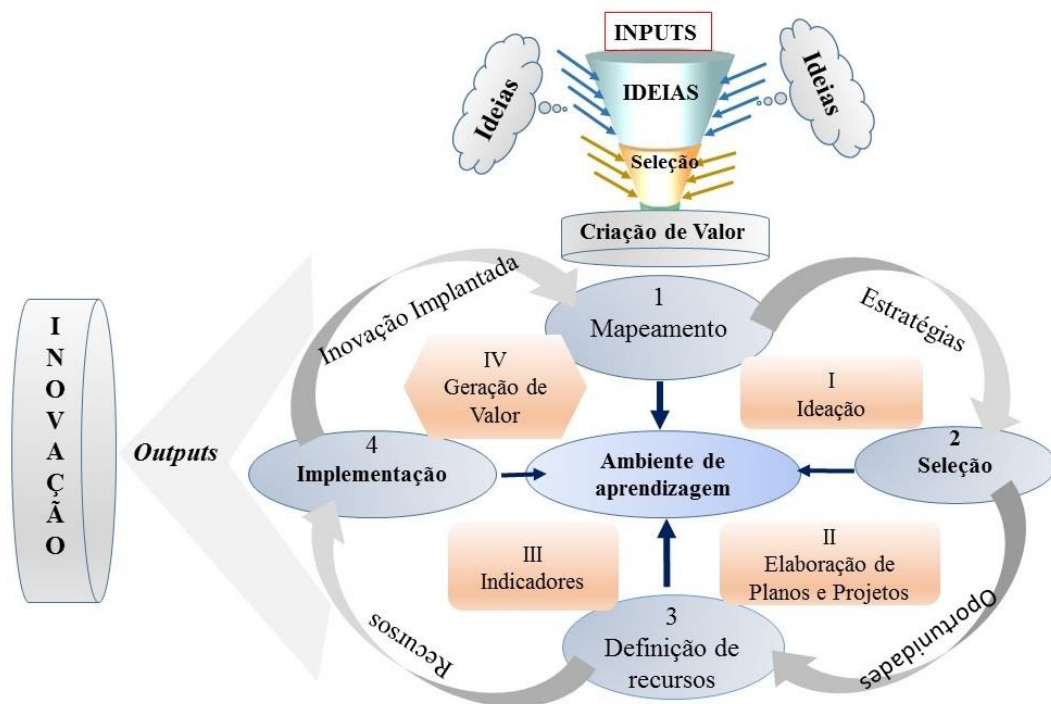 INPUTS
Ideias
IDEIAS
Ideias
Seleção
Criação de Valor
Inovação Implantada
1
Mapeamento
Estratégias
IV
Geração de
Valor
I
Ideação
INOVAÇÃO
Outputs
4
Implementação
Ambiente de
aprendizagem
2
Seleção
III
Indicadores
II
Elaboração de
Planos e Projetos
Recursos
3
Definição de
recursos
Oportunidades